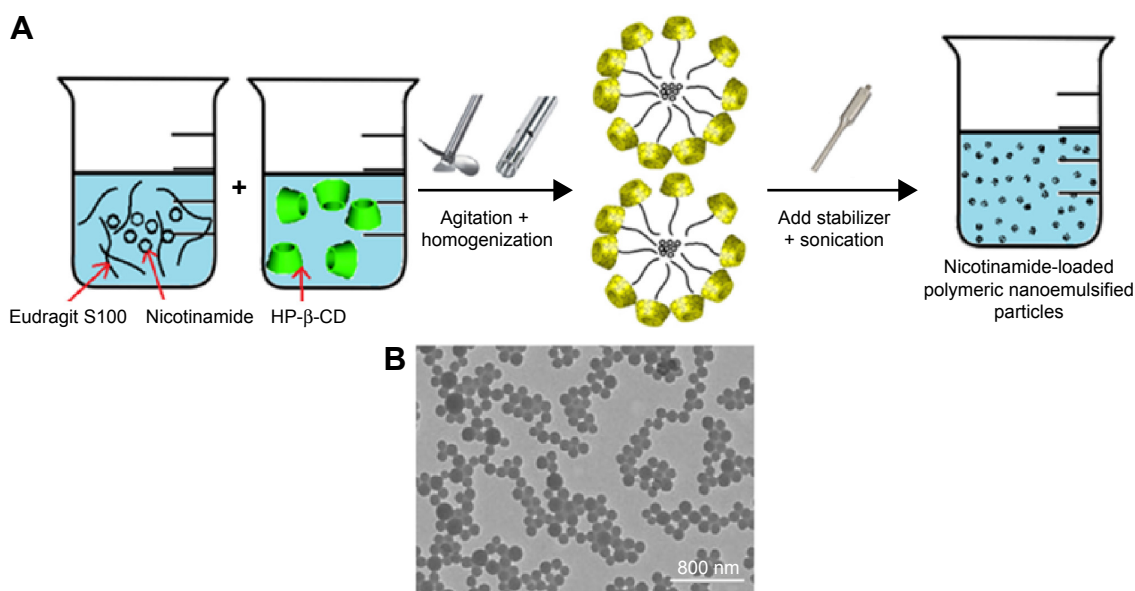 A
+
Agitation +
homogenization
Add stabilizer
+ sonication
Eudragit S100
Nicotinamide
HP-β-CD
Nicotinamide-loaded
polymeric nanoemulsified
particles
B
800 nm